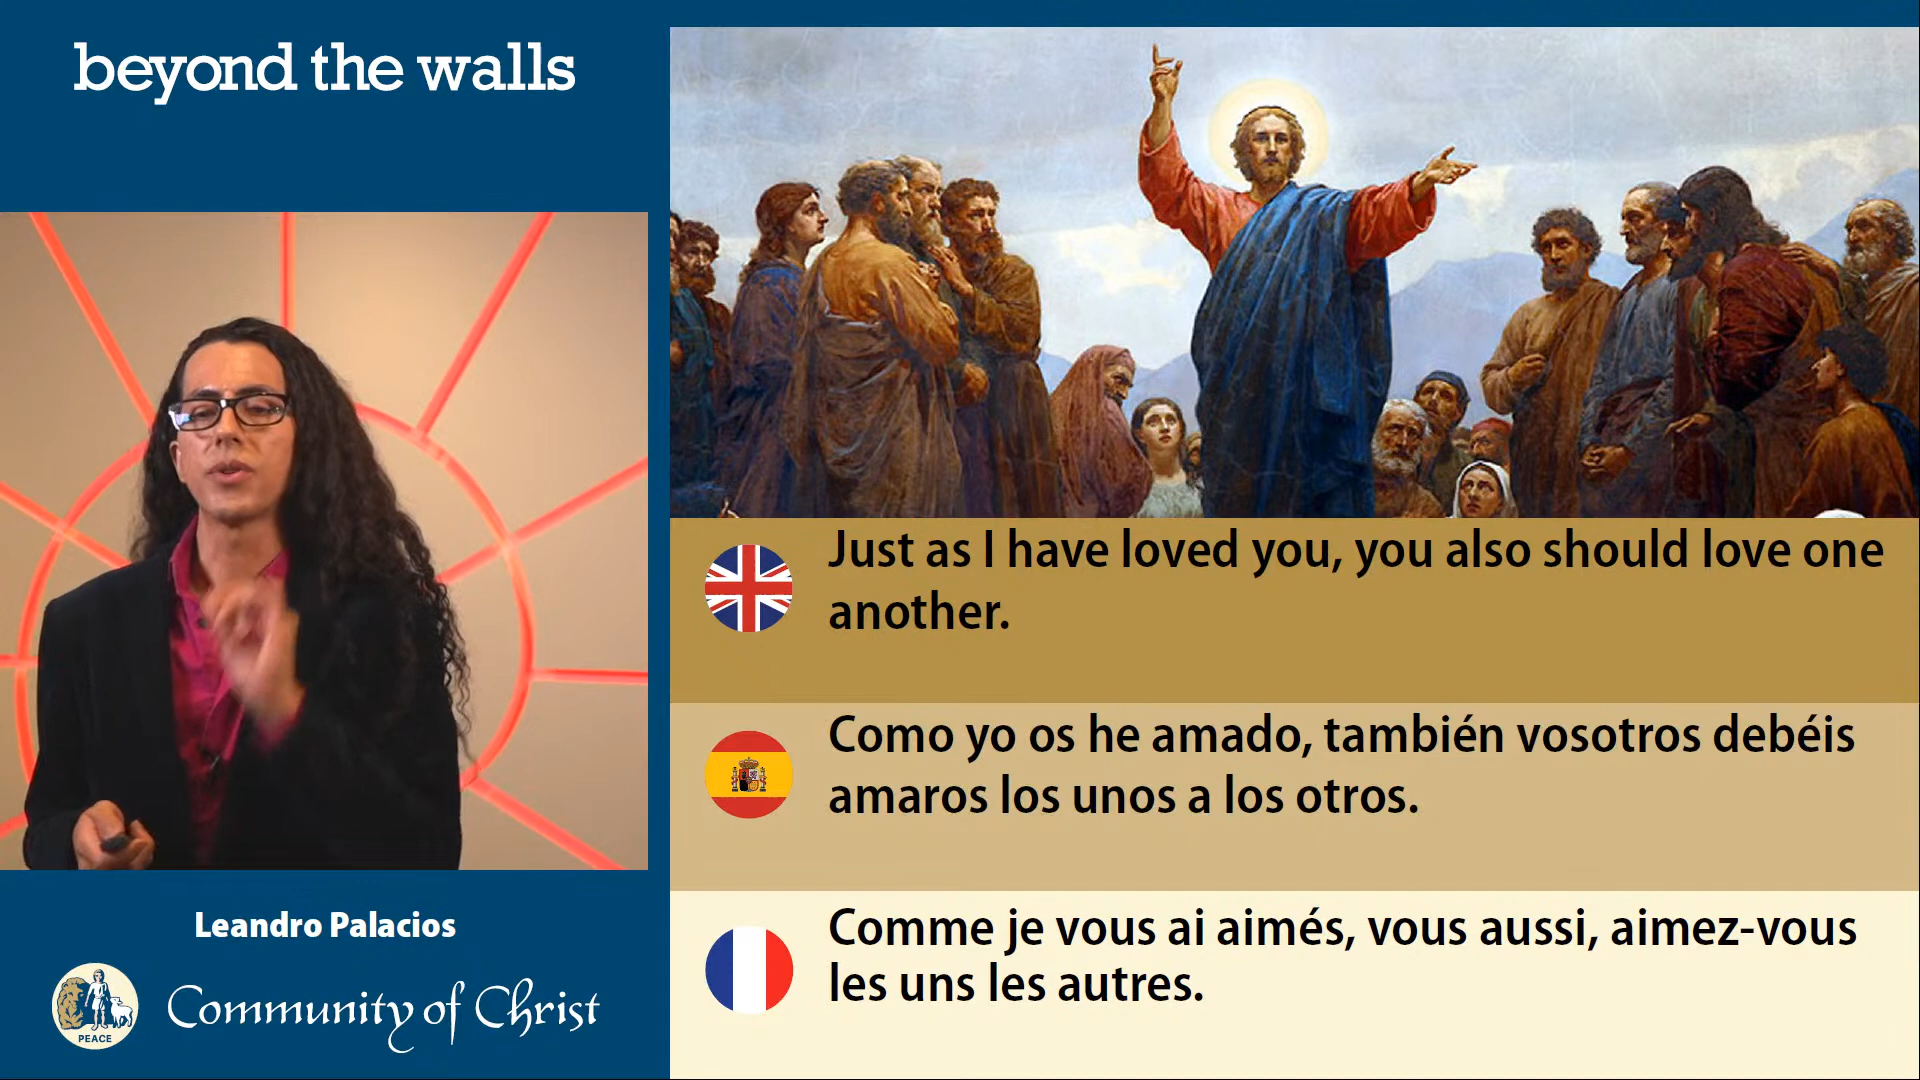 beyond the walls
Leandro Palacios
PEACE
Community of Christ
Just as I have loved you, you also should love one
another.
Como yo os he amado, también vosotros debéis
amaros los unos a los otros.
Comme je vous ai aimés, vous aussi, aimez-vous
les uns les autres.